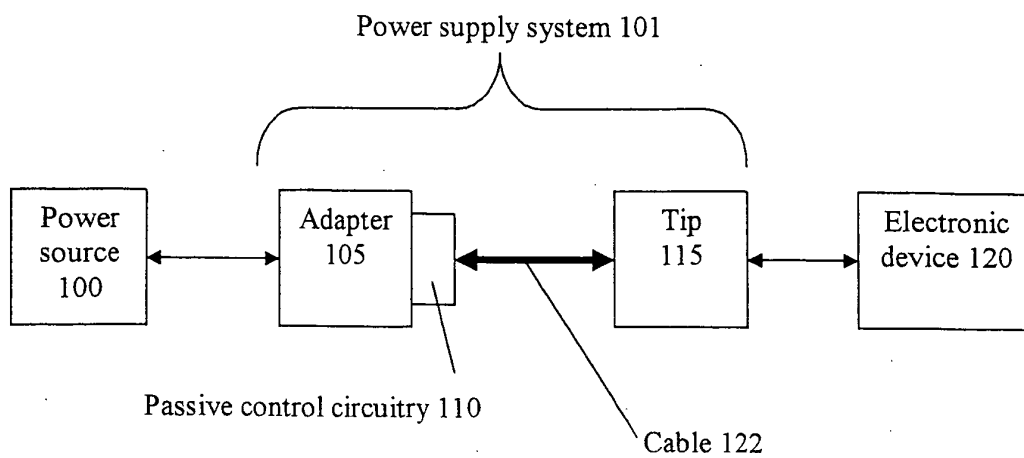 Power supply system 101
Power
source
100
Adapter
105
Tip
115
Electronic
device 120
Passive control circuitry 110
Cable 122